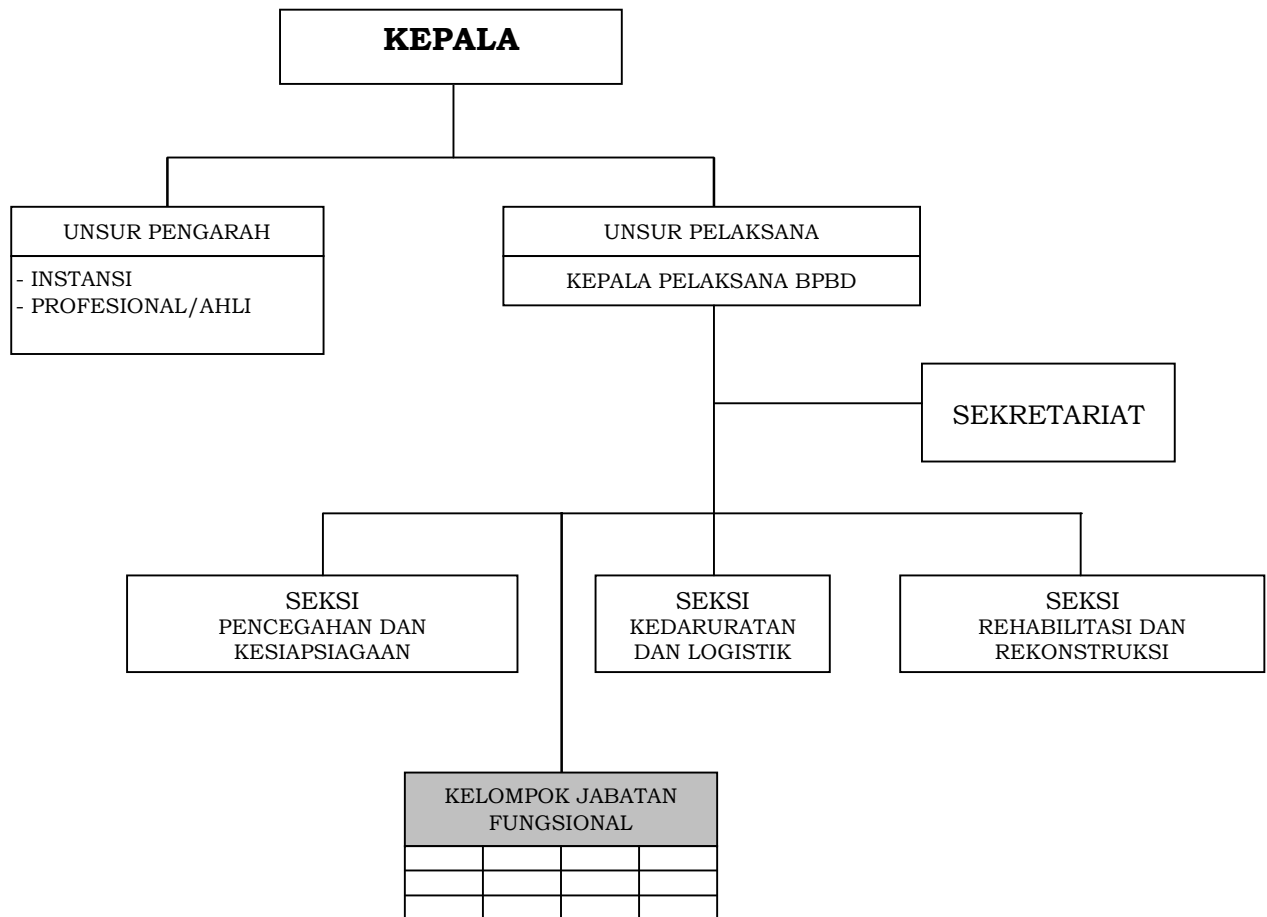 KEPALA
UNSUR PENGARAH
- INSTANSI
- PROFESIONAL/AHLI
UNSUR PELAKSANA
KEPALA PELAKSANA BPBD
SEKRETARIAT
SEKSI
PENCEGAHAN DAN
KESIAPSIAGAAN
SEKSI
KEDARURATAN
DAN LOGISTIK
SEKSI
REHABILITASI DAN
REKONSTRUKSI
KELOMPOK JABATAN
FUNGSIONAL